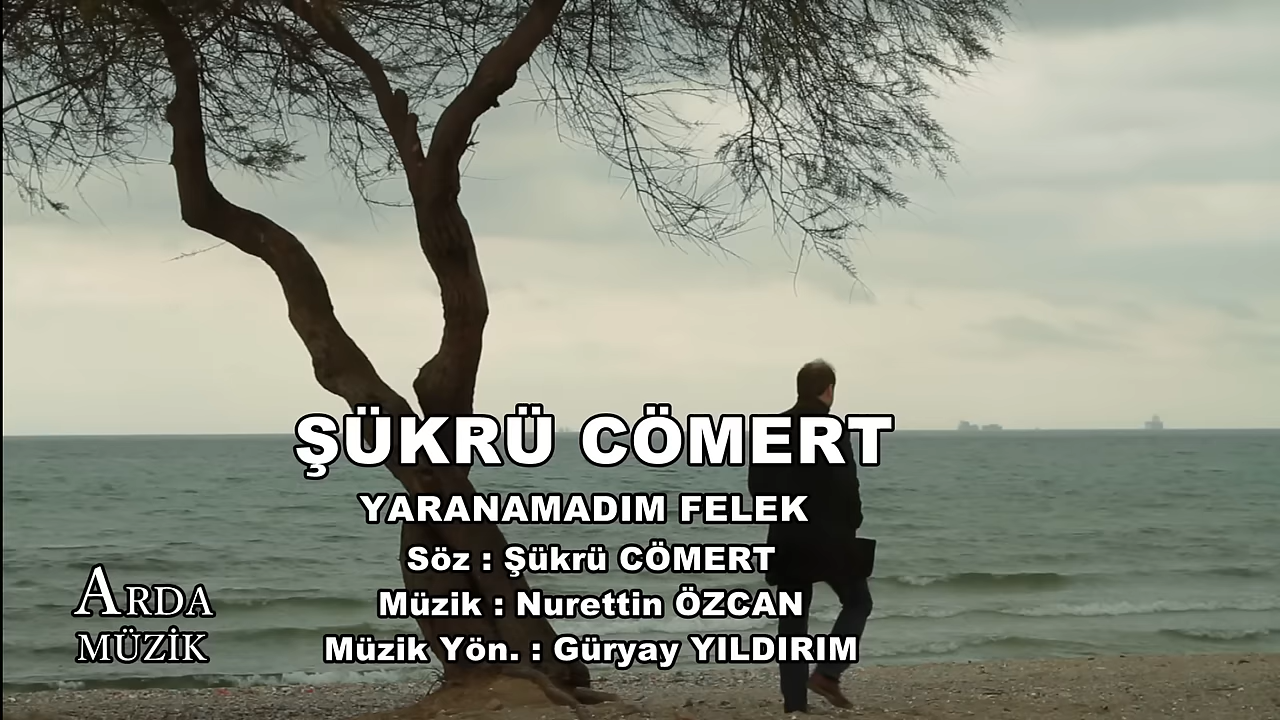 ŞÜKRÜ CÖMERT
YARANAMADIM FELEK
Söz : Şükrü CÖMERT
Müzik : Nurettin ÖZCAN
Müzik Yön. : Güryay YILDIRIM
ARDA
MÜZİK